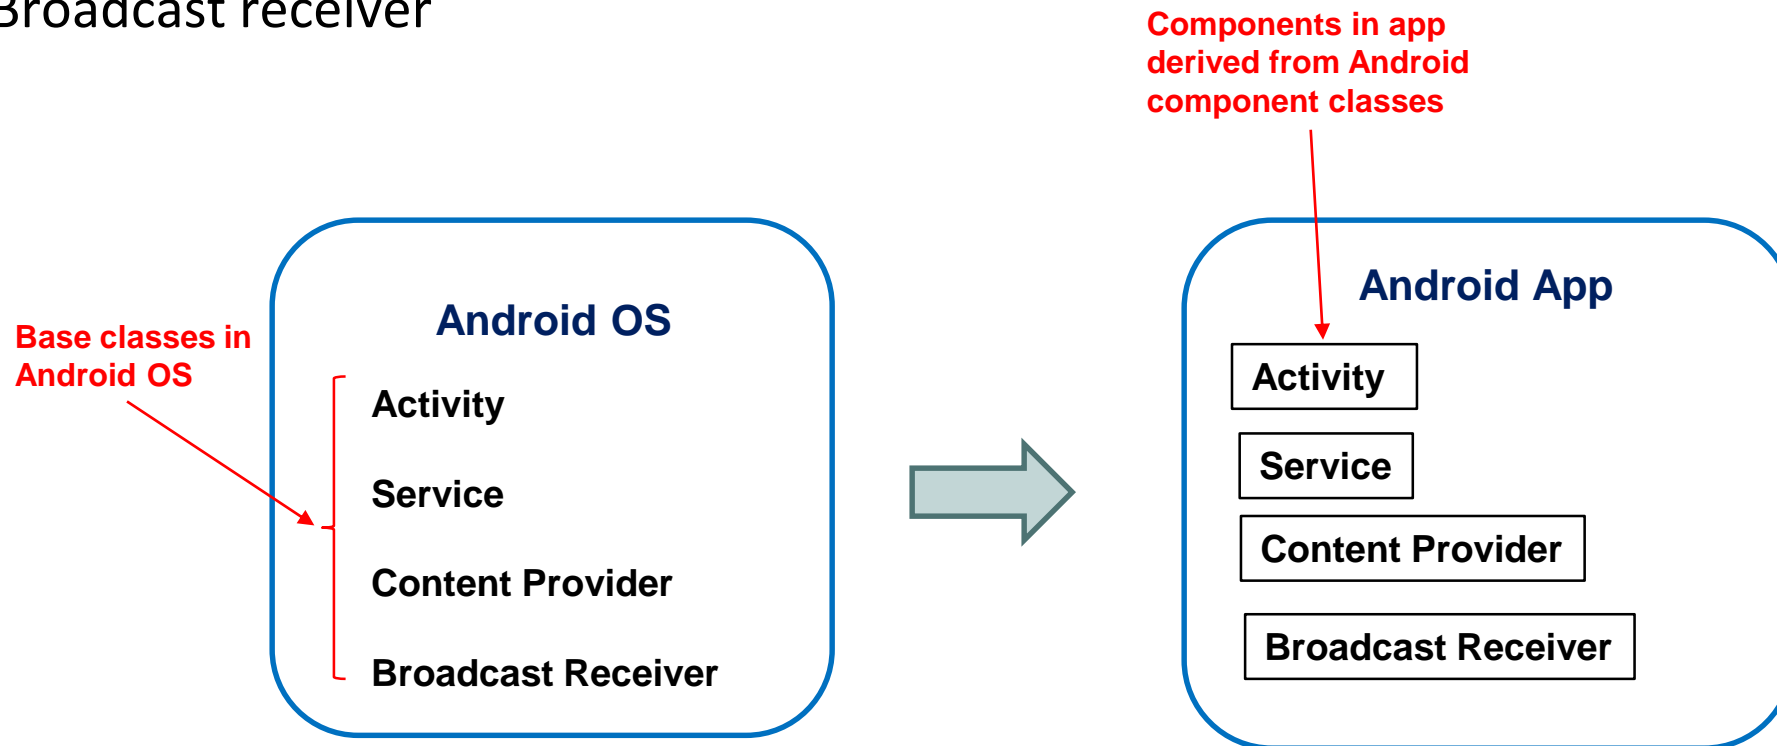 Broadcast receiver
Components in app
derived from Android
component classes
Base classes in
Android OS
Android OS
Activity
Service
Content Provider
Broadcast Receiver
Android App
Activity
Service
Content Provider
Broadcast Receiver